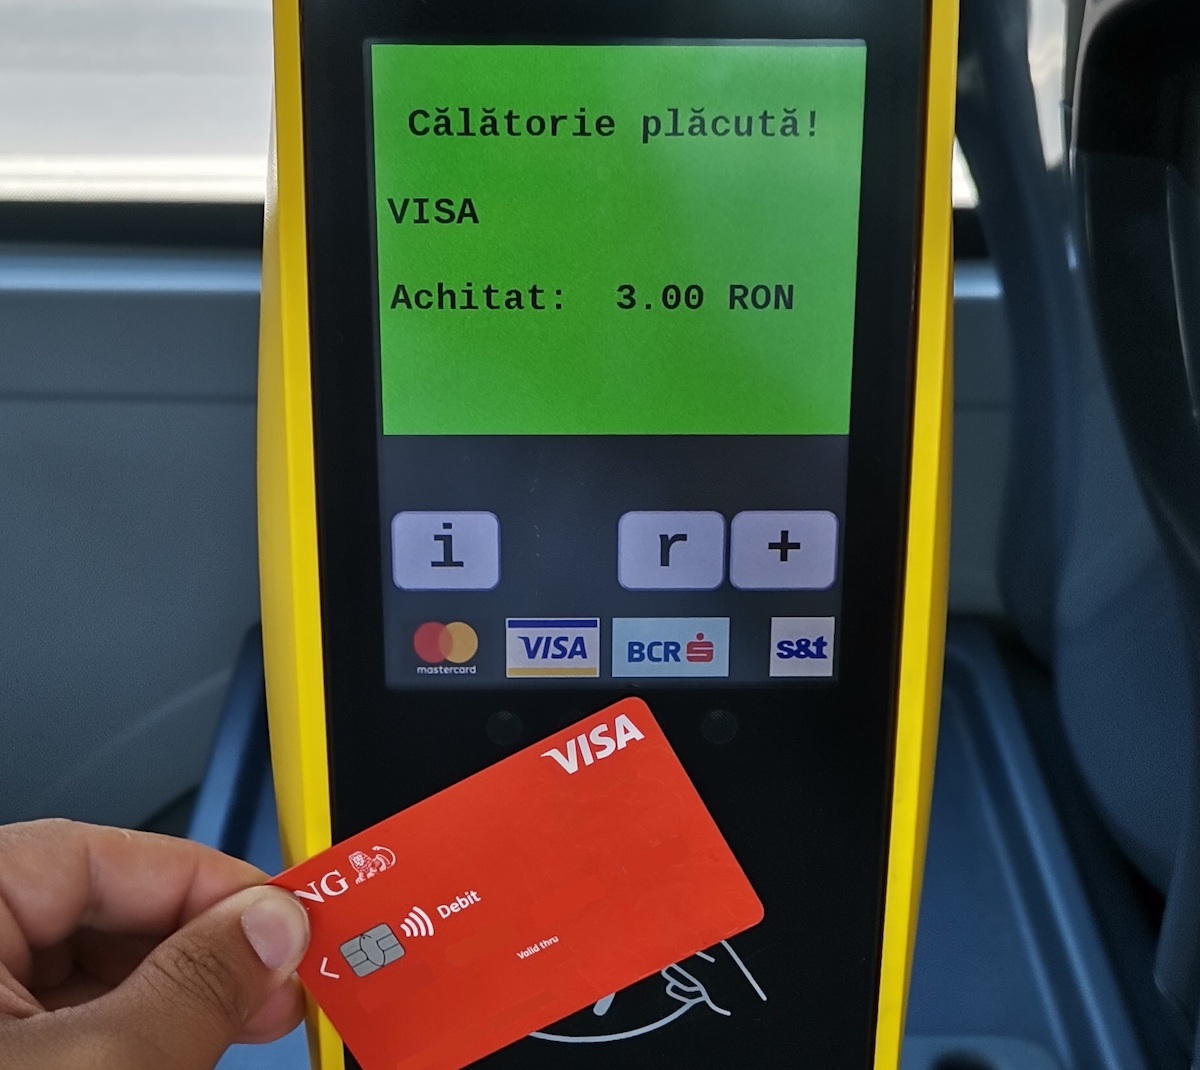 Călătorie plăcută!
VISA
Achitat: 3.00 RON
i r +
mastercard VISA BCR s&t
VISA
NG
Debit
Valid thru